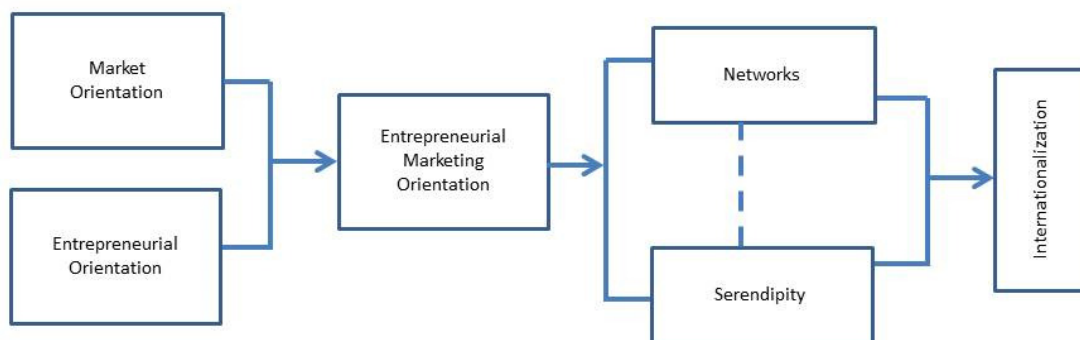 Market
Orientation
Entrepreneurial
Orientation
Entrepreneurial
Marketing
Orientation
Networks
Serendipity
Internationalization